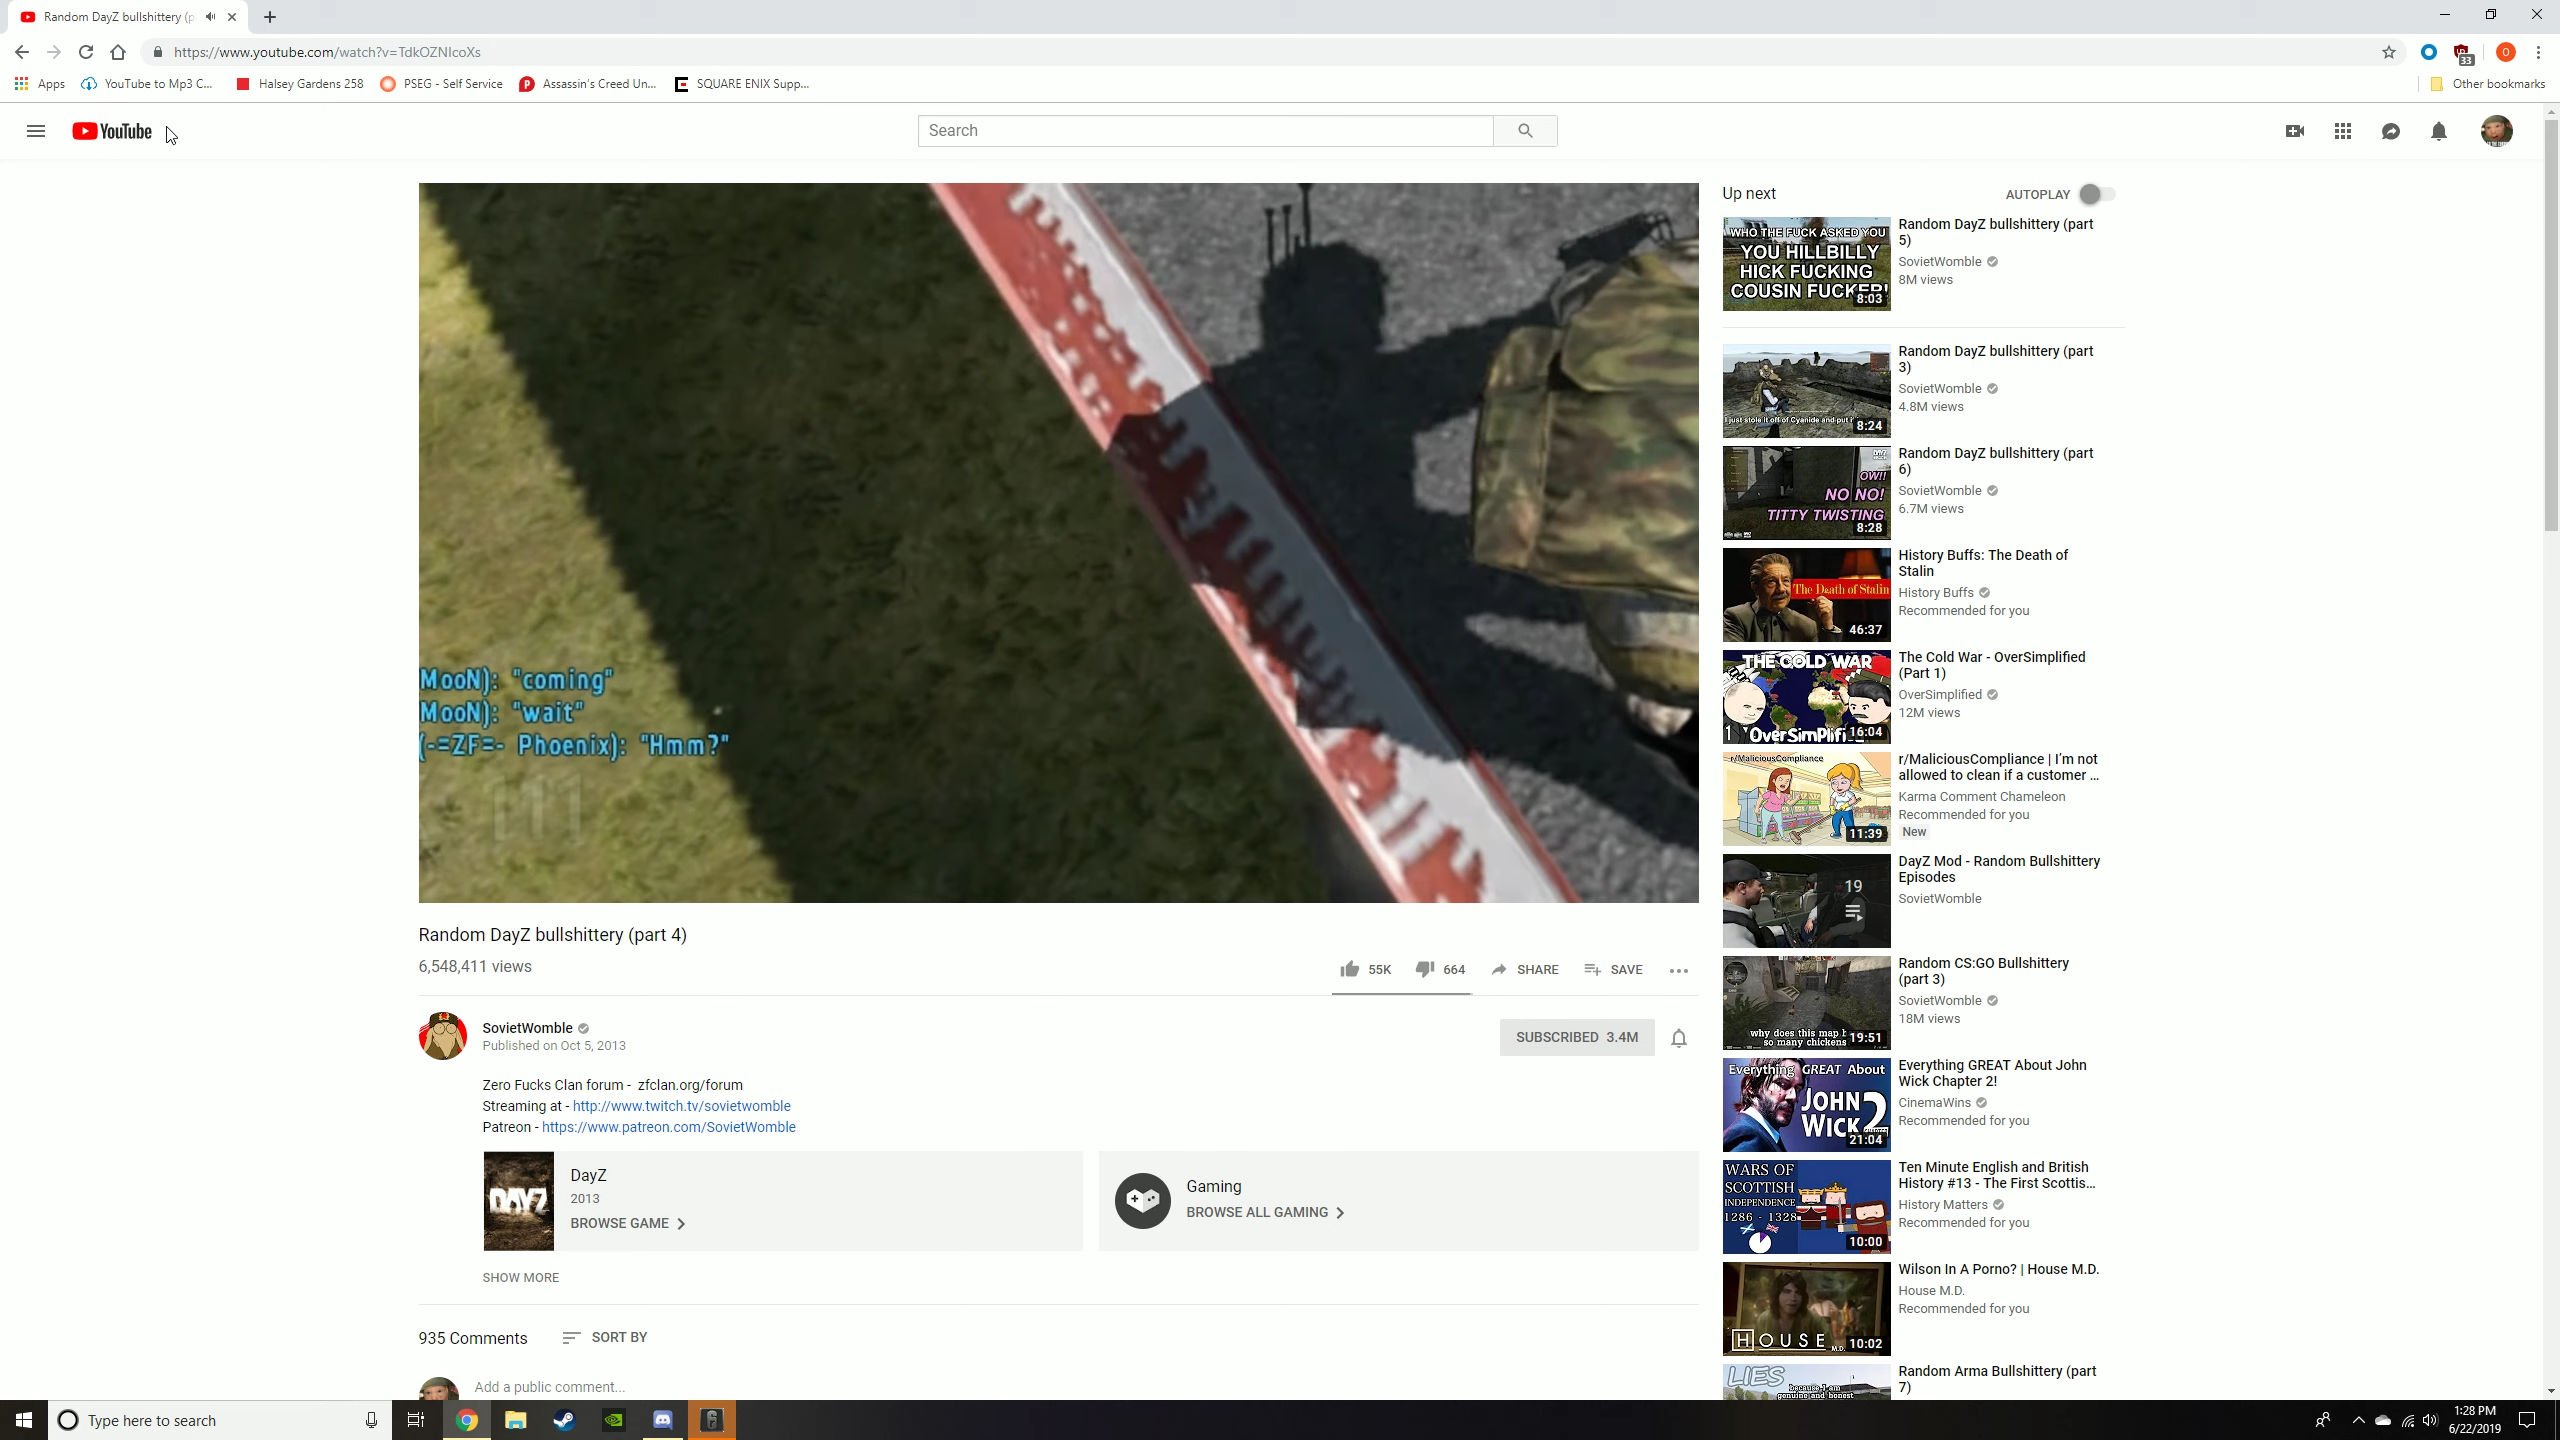 Random DayZ bullshittery (p
https://www.youtube.com/watch?v=TdkOZNIcoXs
33
O
Apps
YouTube to Mp3 C...
Halsey Gardens 258
PSEG - Self Service
Assassin's Creed Un...
SQUARE ENIX Supp...
Other bookmarks
YouTube
Search
MooN): "coming"
MooN): "wait"
(-=ZF=- Phoenix): "Hmm?"
Random DayZ bullshittery (part 4)
6,548,411 views
55K
664
SHARE
SAVE
SovietWomble
Published on Oct 5, 2013
SUBSCRIBED 3.4M
Zero Fucks Clan forum - zfclan.org/forum
Streaming at - http://www.twitch.tv/sovietwomble
Patreon - https://www.patreon.com/SovietWomble
DAYZ
DayZ
2013
BROWSE GAME
Gaming
BROWSE ALL GAMING
SHOW MORE
935 Comments
SORT BY
Add a public comment...
Up next
AUTOPLAY
WHO THE FUCK ASKED YOU
YOU HILLBILLY
HICK FUCKING
COUSIN FUCKER!
8:03
Random DayZ bullshittery (part
5)
SovietWomble
8M views
I just stole it off of Cyanide and put i
8:24
Random DayZ bullshittery (part
3)
SovietWomble
4.8M views
OW!!
NO NO!
TITTY TWISTING
8:28
Random DayZ bullshittery (part
6)
SovietWomble
6.7M views
The Death of Stalin
46:37
History Buffs: The Death of
Stalin
History Buffs
Recommended for you
THE COLD WAR
1
OverSimplifi
16:04
The Cold War - OverSimplified
(Part 1)
OverSimplified
12M views
r/MaliciousCompliance
11:39
r/MaliciousCompliance | I'm not
allowed to clean if a customer ...
Karma Comment Chameleon
Recommended for you
New
19
DayZ Mod - Random Bullshittery
Episodes
SovietWomble
why does this map h
so many chickens
19:51
Random CS:GO Bullshittery
(part 3)
SovietWomble
18M views
Everything GREAT About
JOHN
WICK 2
21:04
Everything GREAT About John
Wick Chapter 2!
CinemaWins
Recommended for you
WARS OF
SCOTTISH
INDEPENDENCE
1286 - 1328
10:00
Ten Minute English and British
History #13 - The First Scottis...
History Matters
Recommended for you
HOUSE M.D.
10:02
Wilson In A Porno? | House M.D.
House M.D.
Recommended for you
LIES
because I am
genuine and honest
Random Arma Bullshittery (part
7)
Type here to search
1:28 PM
6/22/2019